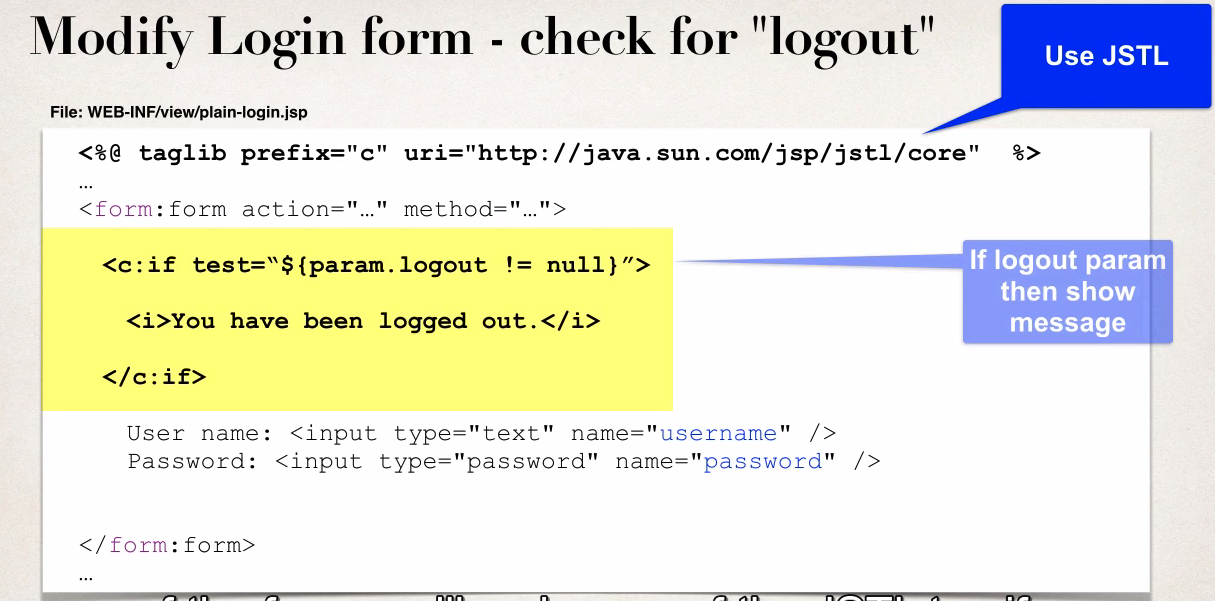 Modify Login form - check for "logout"
Use JSTL
File: WEB-INF/view/plain-login.jsp
<%@ taglib prefix="c" uri="http://java.sun.com/jsp/jstl/core"  %>
…
<form:form action="…" method="…">
<c:if test=“${param.logout != null}”>
<i>You have been logged out.</i>
</c:if>
If logout param
then show
message
User name: <input type="text" name="username" />
Password: <input type="password" name="password" />
</form:form>
…